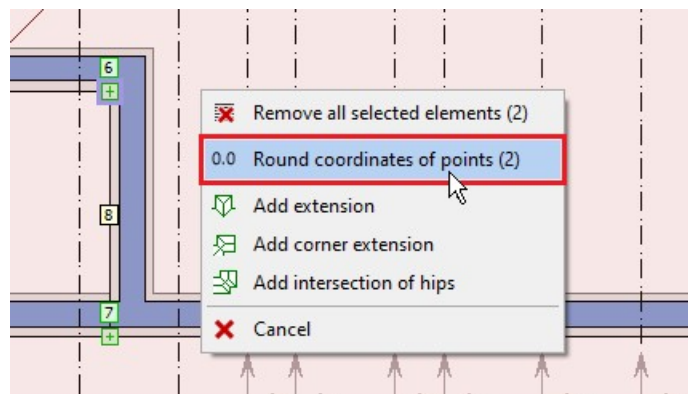 6
Remove all selected elements (2)
0.0 Round coordinates of points (2)
8
Add extension
Add corner extension
Add intersection of hips
7
Cancel